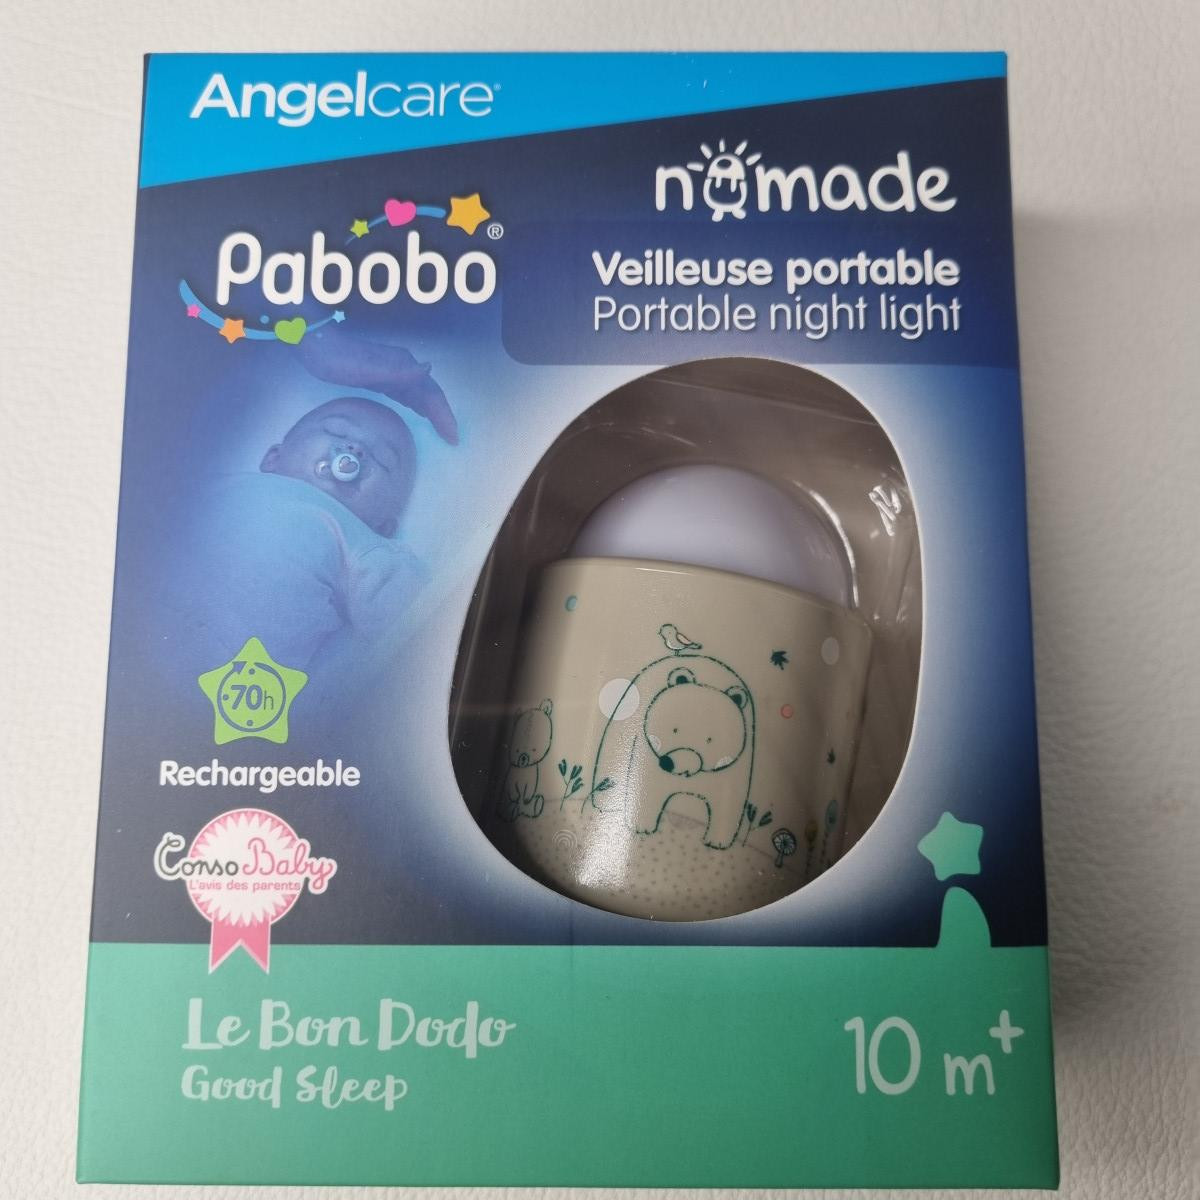 Angelcare
nomade
Pabobo®
Veilleuse portable
Portable night light
70h
Rechargeable
Conso Baby
L'avis des parents
Le Bon Dodo
Good Sleep
10 m+